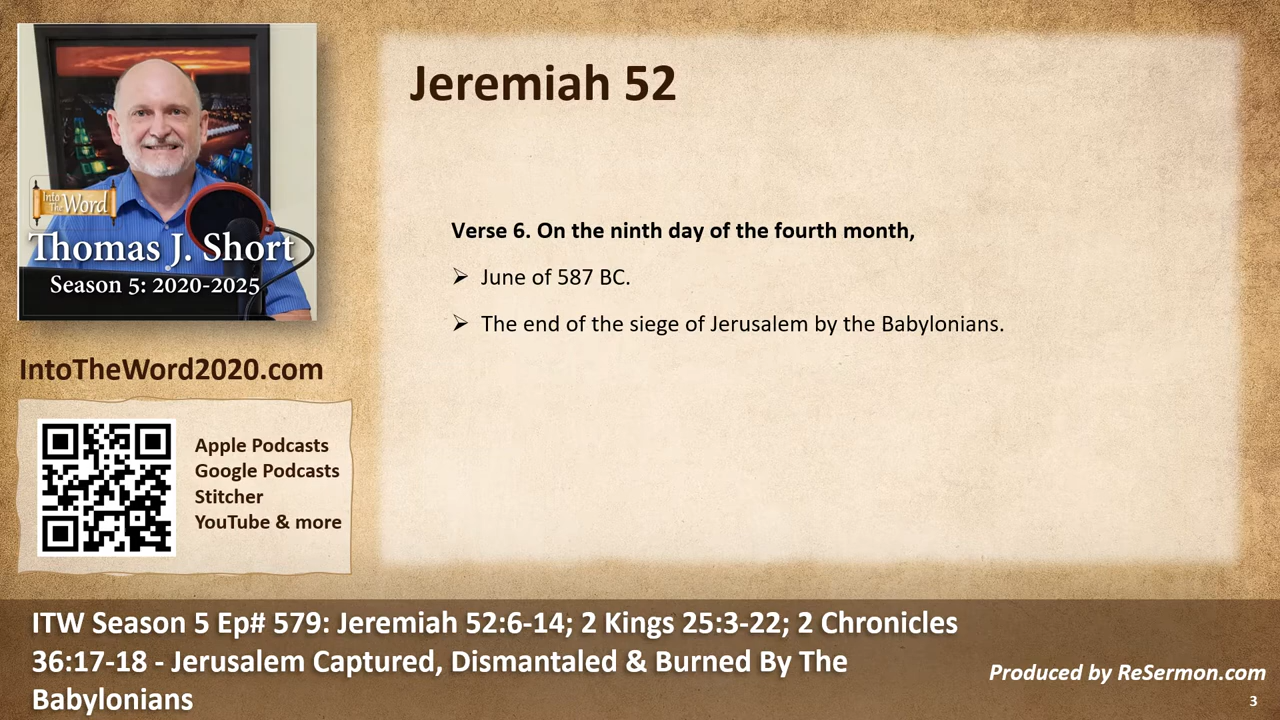 Into
The Word
Thomas J. Short
Season 5: 2020-2025
IntoTheWord2020.com
Apple Podcasts
Google Podcasts
Stitcher
YouTube & more
Jeremiah 52
Verse 6. On the ninth day of the fourth month,
➢ June of 587 BC.
➢ The end of the siege of Jerusalem by the Babylonians.
ITW Season 5 Ep# 579: Jeremiah 52:6-14; 2 Kings 25:3-22; 2 Chronicles
36:17-18 - Jerusalem Captured, Dismantaled & Burned By The
Babylonians
Produced by ReSermon.com
3